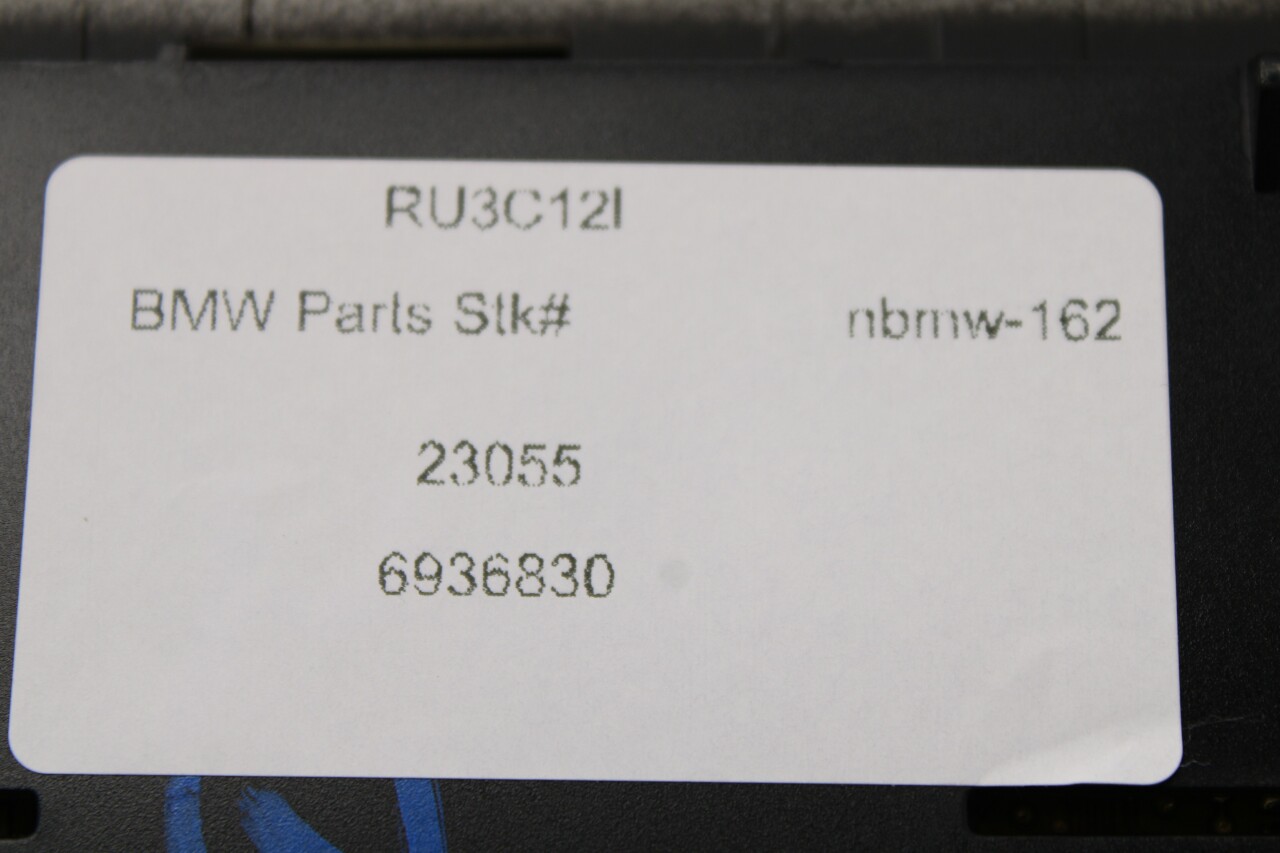 RU3C12I
BMW Parts Stk# nbmw-162
23055
6936830